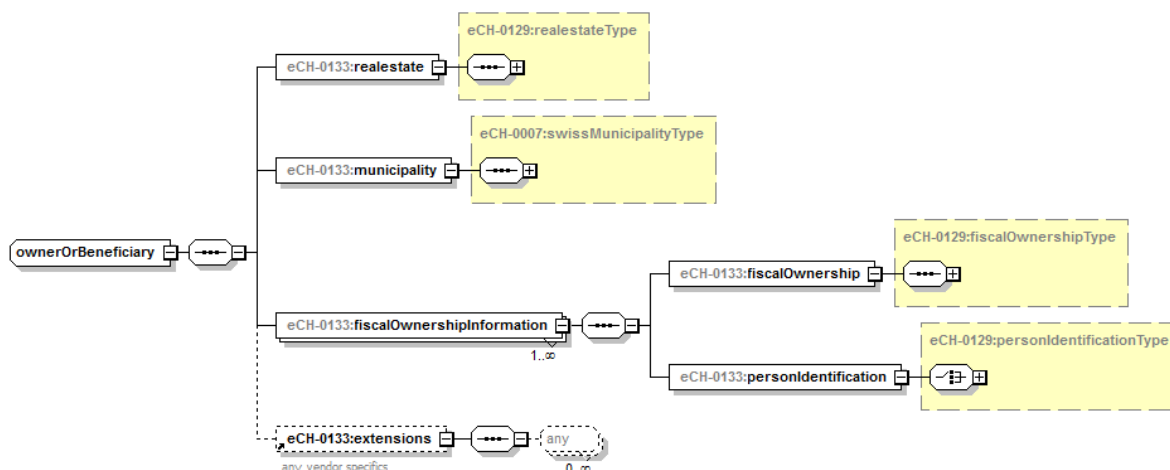 eCH-0129:realestateType
eCH-0133:realestate
eCH-0007:swissMunicipalityType
eCH-0133:municipality
ownerOrBeneficiary
eCH-0129:fiscalOwnershipType
eCH-0133:fiscalOwnership
eCH-0133:fiscalOwnershipInformation
1..∞
eCH-0129:personIdentificationType
eCH-0133:personIdentification
eCH-0133:extensions
any
0..∞
any vendor specifics